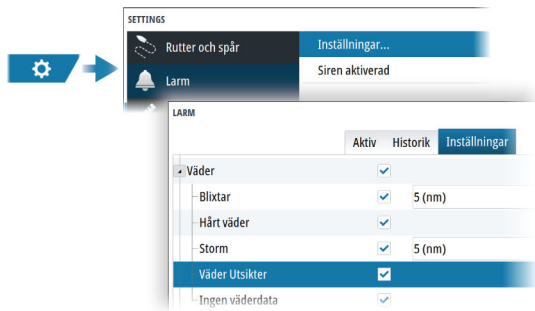 SETTINGS
Rutter och spår
Inställningar...
Larm
Siren aktiverad
LARM
Aktiv Historik Inställningar
Väder
Blixtar 5 (nm)
Hårt väder
Storm 5 (nm)
Väder Utsikter
Ingen väderdata